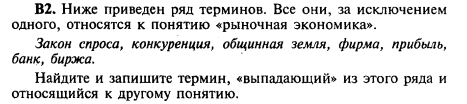 В2. Ниже приведен ряд терминов. Все они, за исключением
одного, относятся к понятию «рыночная экономика».
Закон спроса, конкуренция, общинная земля, фирма, прибыль,
банк, биржа.
Найдите и запишите термин, «выпадающий» из этого ряда и
относящийся к другому понятию.